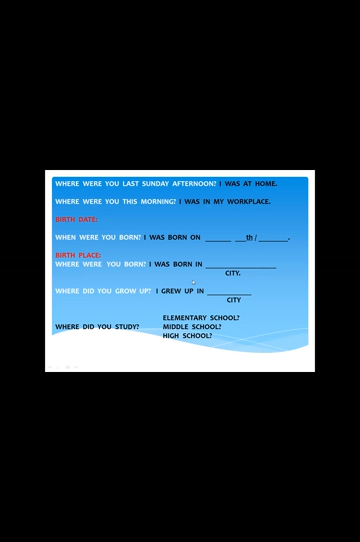 WHERE WERE YOU LAST SUNDAY AFTERNOON? I WAS AT HOME.
WHERE WERE YOU THIS MORNING? I WAS IN MY WORKPLACE.
BIRTH DATE:
WHEN WERE YOU BORN? I WAS BORN ON _______ ___th / ________.
BIRTH PLACE:
WHERE WERE YOU BORN? I WAS BORN IN ____________________
CITY.
WHERE DID YOU GROW UP? I GREW UP IN _____________
CITY
ELEMENTARY SCHOOL?
WHERE DID YOU STUDY? MIDDLE SCHOOL?
HIGH SCHOOL?